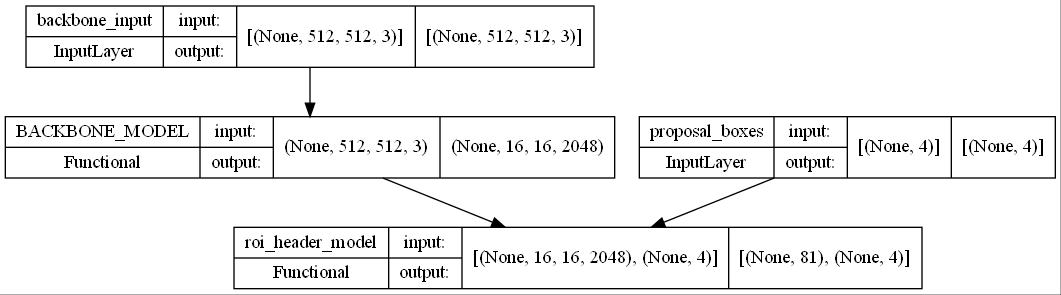 backbone_input input: [(None, 512, 512, 3)] [(None, 512, 512, 3)]
InputLayer output:
BACKBONE_MODEL input: (None, 512, 512, 3) (None, 16, 16, 2048)
Functional output:
proposal_boxes input: [(None, 4)] [(None, 4)]
InputLayer output:
roi_header_model input: [(None, 16, 16, 2048), (None, 4)] [(None, 81), (None, 4)]
Functional output: